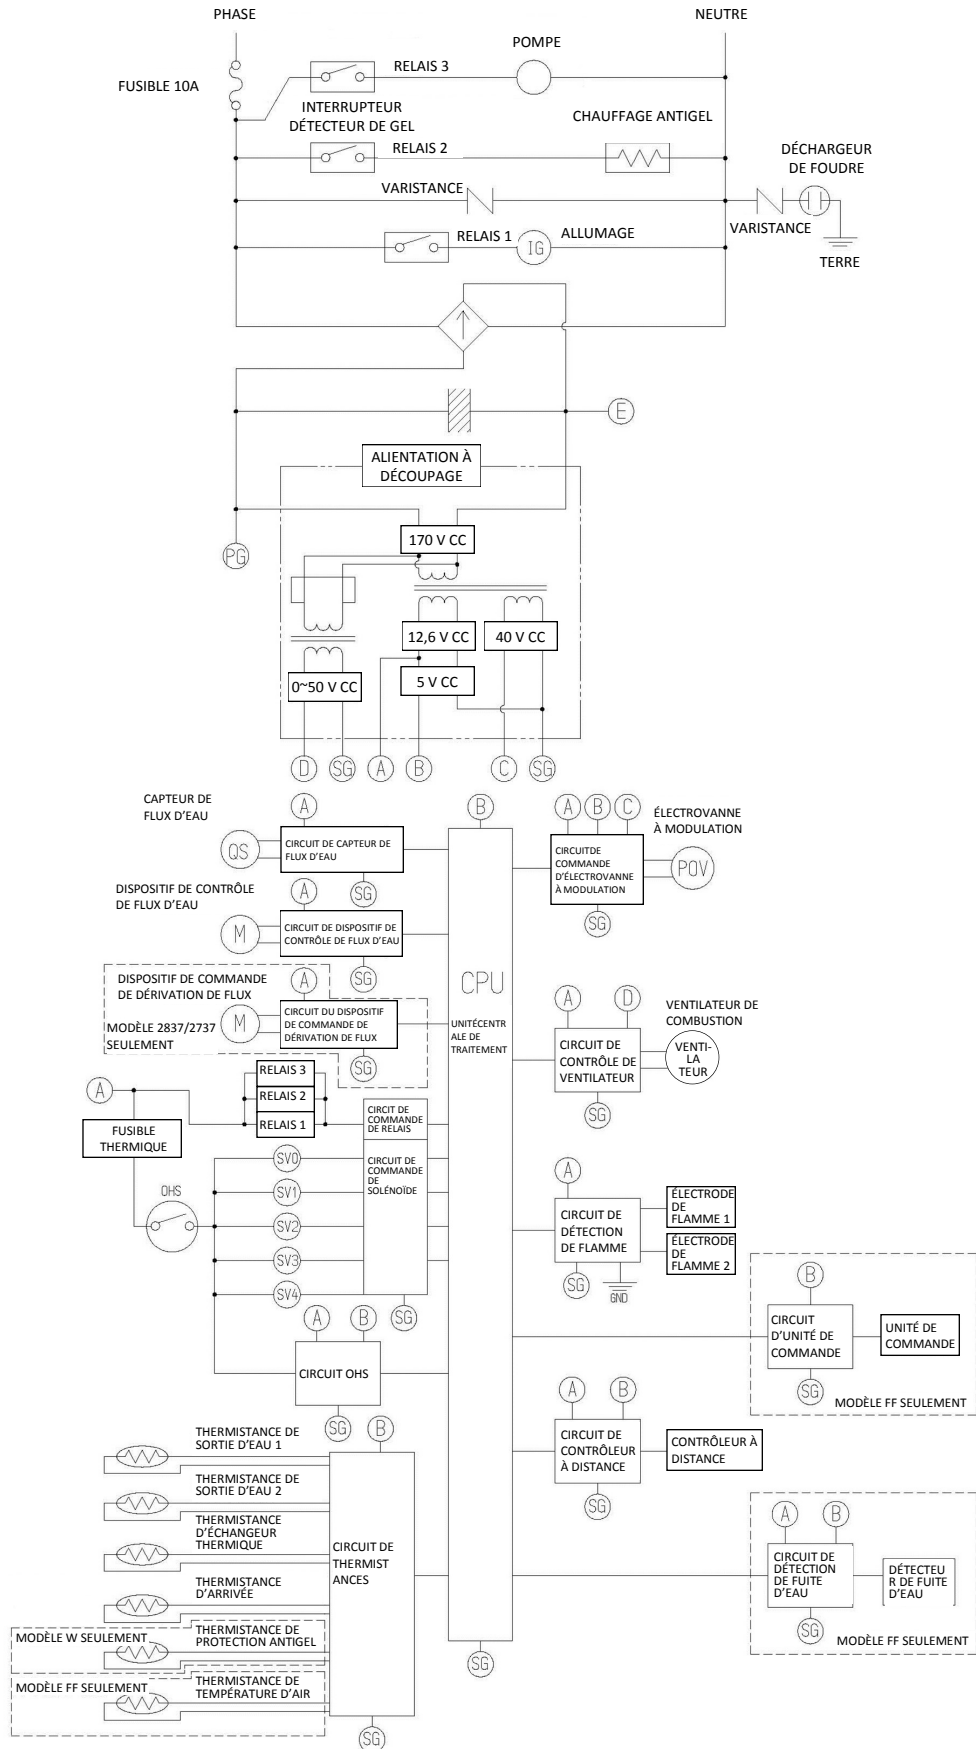 PHASE
NEUTRE
POMPE
RELAIS 3
FUSIBLE 10A
INTERRUPTEUR
DÉTECTEUR DE GEL
CHAUFFAGE ANTIGEL
RELAIS 2
DÉCHARGEUR
DE FOUDRE
VARISTANCE
VARISTANCE
RELAIS 1
ALLUMAGE
IG
TERRE
E
ALIENTATION À
DÉCOUPAGE
170 V CC
PG
12,6 V CC
40 V CC
0~50 V CC
5 V CC
D
SG
A
B
C
SG
CAPTEUR DE
FLUX D'EAU
A
QS
CIRCUIT DE CAPTEUR DE
FLUX D'EAU
SG
B
A
B
C
ÉLECTROVANNE
À MODULATION
CIRCUITDE
COMMANDE
D'ÉLECTROVANNE
À MODULATION
POV
SG
DISPOSITIF DE CONTRÔLE
DE FLUX D'EAU
A
M
CIRCUIT DE DISPOSITIF DE
CONTRÔLE DE FLUX D'EAU
SG
CPU
UNITÉCENTR
ALE DE
TRAITEMENT
DISPOSITIF DE COMMANDE
DE DÉRIVATION DE FLUX
A
M
MODÈLE 2837/2737
SEULEMENT
CIRCUIT DU DISPOSITIF
DE COMMANDE DE
DÉRIVATION DE FLUX
SG
A
D
VENTILATEUR DE
COMBUSTION
CIRCUIT DE
CONTRÔLE DE
VENTILATEUR
VENTI-
LA
TEUR
SG
A
RELAIS 3
RELAIS 2
RELAIS 1
FUSIBLE
THERMIQUE
CIRCIT DE
COMMANDE
DE RELAIS
CIRCUIT DE
COMMANDE
DE
SOLÉNOÏDE
OHS
SV0
SV1
SV2
SV3
SV4
SG
A
CIRCUIT DE
DÉTECTION
DE FLAMME
ÉLECTRODE
DE
FLAMME 1
ÉLECTRODE
DE
FLAMME 2
SG
GND
A
B
CIRCUIT OHS
SG
B
CIRCUIT
D'UNITÉ DE
COMMANDE
UNITÉ DE
COMMANDE
SG
MODÈLE FF SEULEMENT
A
B
CIRCUIT DE
CONTRÔLEUR
À DISTANCE
CONTRÔLEUR À
DISTANCE
SG
B
THERMISTANCE DE
SORTIE D'EAU 1
THERMISTANCE DE
SORTIE D'EAU 2
THERMISTANCE
D'ÉCHANGEUR
THERMIQUE
THERMISTANCE
D'ARRIVÉE
CIRCUIT DE
THERMIST
ANCES
MODÈLE W SEULEMENT
THERMISTANCE DE
PROTECTION ANTIGEL
MODÈLE FF SEULEMENT
THERMISTANCE DE
TEMPÉRATURE D'AIR
SG
SG
A
B
CIRCUIT DE
DÉTECTION
DE FUITE
D'EAU
DÉTECTEU
R DE FUITE
D'EAU
SG
MODÈLE FF SEULEMENT